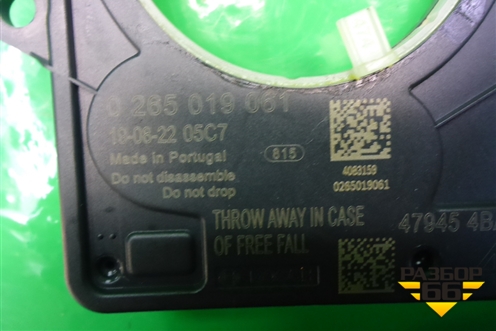 0 265 019 061
19-06-22 05C7
Made in Portugal
815
Do not disassemble
Do not drop
4083159
0265019061
THROW AWAY IN CASE
OF FREE FALL
47945 4B
РАЗБОР
66